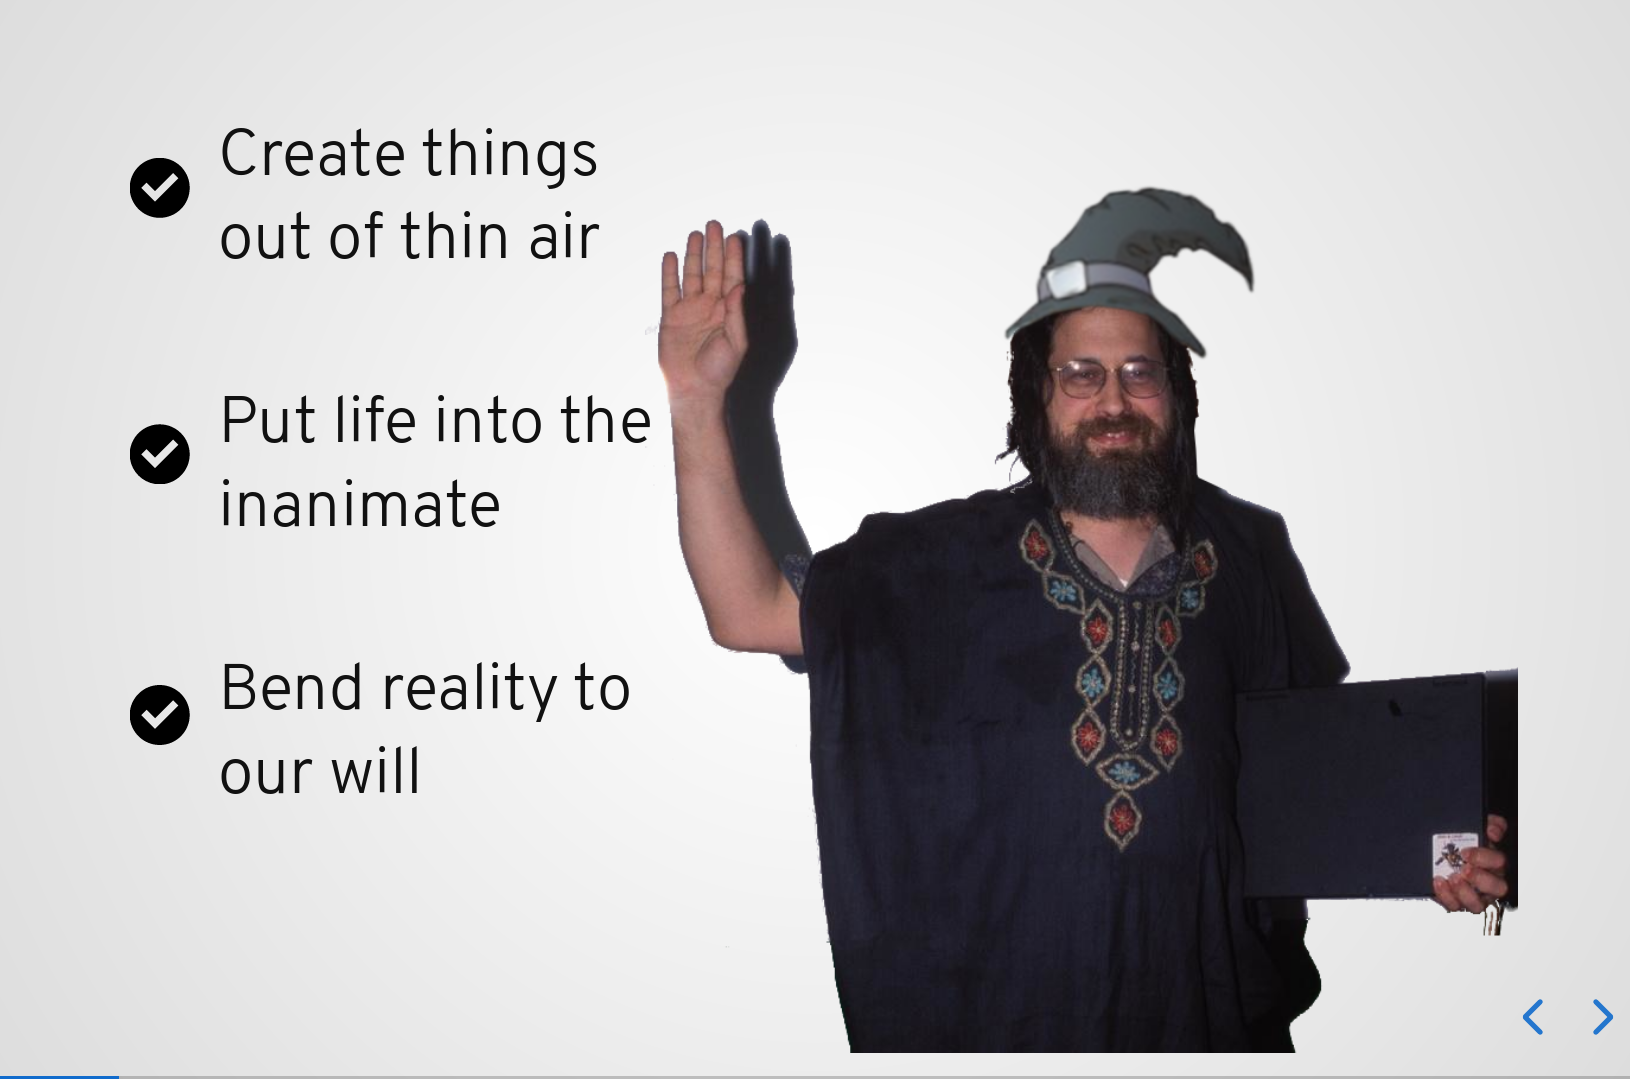 Create things
out of thin air
Put life into the
inanimate
Bend reality to
our will